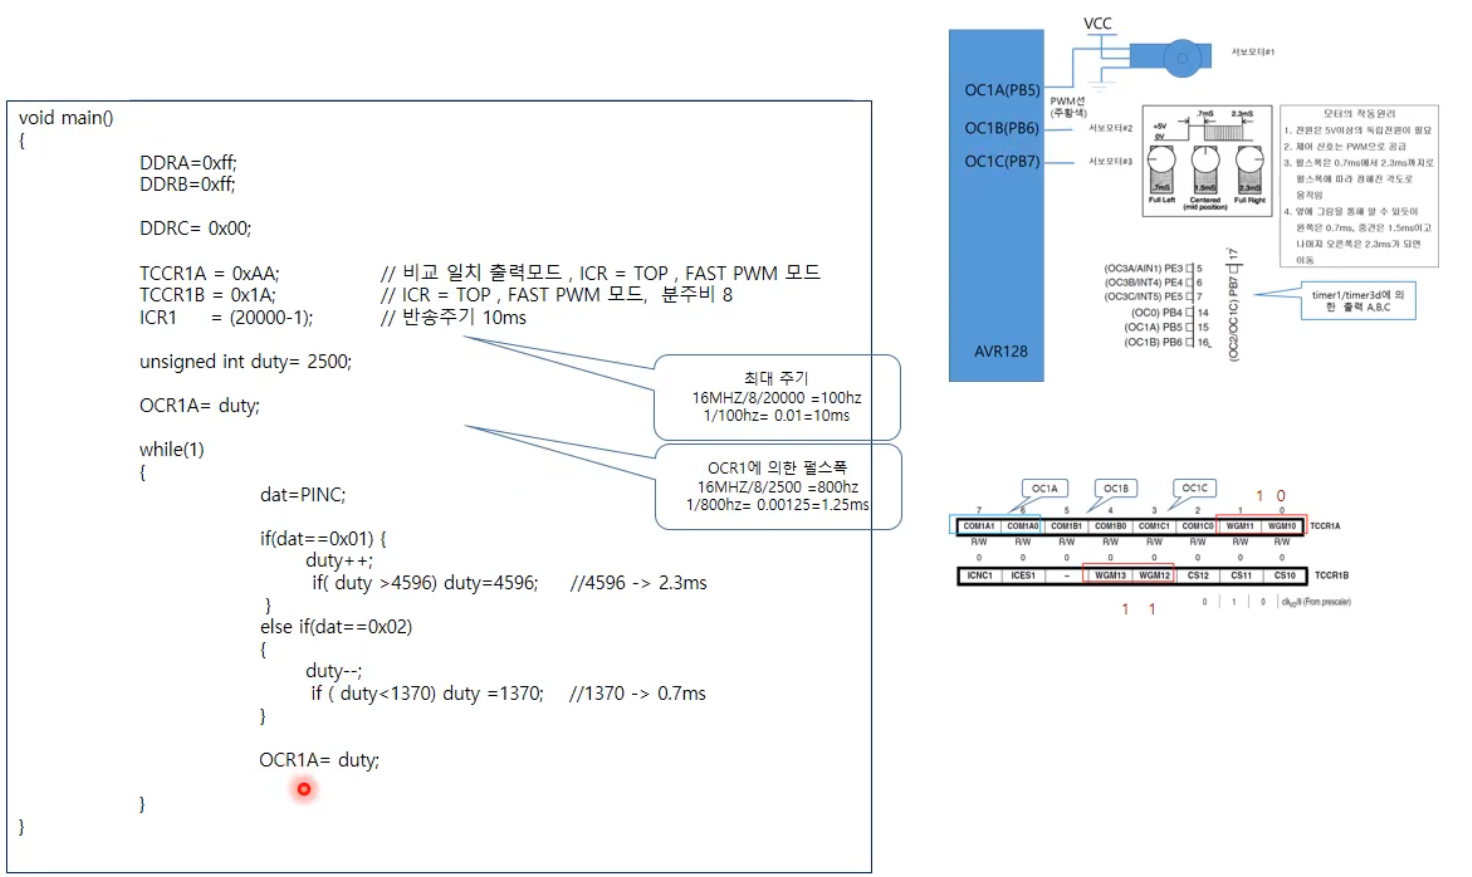 void main()
{
DDRA=0xff;
DDRB=0xff;
DDRC= 0x00;
TCCR1A = 0xAA; // 비교 일치 출력모드 , ICR = TOP , FAST PWM 모드
TCCR1B = 0x1A; // ICR = TOP , FAST PWM 모드, 분주비 8
ICR1 = (20000-1); // 반송주기 10ms
unsigned int duty= 2500;
OCR1A= duty;
while(1)
{
dat=PINC;
if(dat==0x01) {
duty++;
if( duty >4596) duty=4596; //4596 -> 2.3ms
}
else if(dat==0x02)
{
duty--;
if ( duty<1370) duty =1370; //1370 -> 0.7ms
}
OCR1A= duty;
}
}
최대 주기
16MHZ/8/20000 =100hz
1/100hz= 0.01=10ms
OCR1에 의한 펄스폭
16MHZ/8/2500 =800hz
1/800hz= 0.00125=1.25ms
VCC
서보모터#1
OC1A(PB5)
PWM선
(주황색)
OC1B(PB6)
서보모터#2
OC1C(PB7)
서보모터#3
AVR128
.7mS 2.3mS
+5V
0V
.7mS 1.5mS 2.3mS
Full Left Centered Full Right
(mid position)
모터의 작동원리
1. 전원은 5V이상의 독립전원이 필요
2. 제어 신호는 PWM으로 공급
3. 펄스폭은 0.7ms에서 2.3ms까지로
펄스폭에 따라 정해진 각도로
움직임
4. 옆에 그림을 통해 알 수 있듯이
왼쪽은 0.7ms, 중간은 1.5ms이고
나머지 오른쪽은 2.3ms가 되면
이동
(OC3A/AIN1) PE3 5
(OC3B/INT4) PE4 6
(OC3C/INT5) PE5 7
(OC0) PB4 14
(OC1A) PB5 15
(OC1B) PB6 16
(OC2/OC1C) PB7 17
timer1/timer3d에 의
한 출력 A,B,C
OC1A OC1B OC1C 1 0
7 6 5 4 3 2 1 0
COM1A1 COM1A0 COM1B1 COM1B0 COM1C1 COM1C0 WGM11 WGM10 TCCR1A
R/W R/W R/W R/W R/W R/W R/W R/W
0 0 0 0 0 0 0 0
ICNC1 ICES1 – WGM13 WGM12 CS12 CS11 CS10 TCCR1B
1 1 0 1 0 clkI/O/8 (From prescaler)